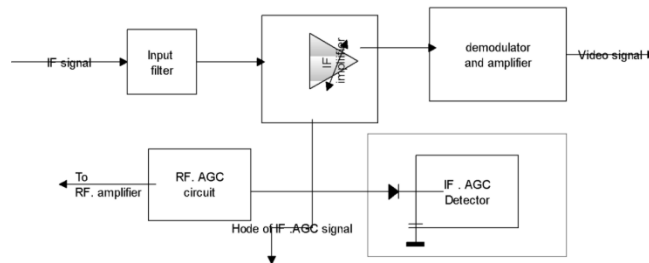 IF signal
Input
filter
IF
implifier
demodulator
and amplifier
Video signal
To
RF. amplifier
RF. AGC
circuit
Hode of IF .AGC signal
IF . AGC
Detector